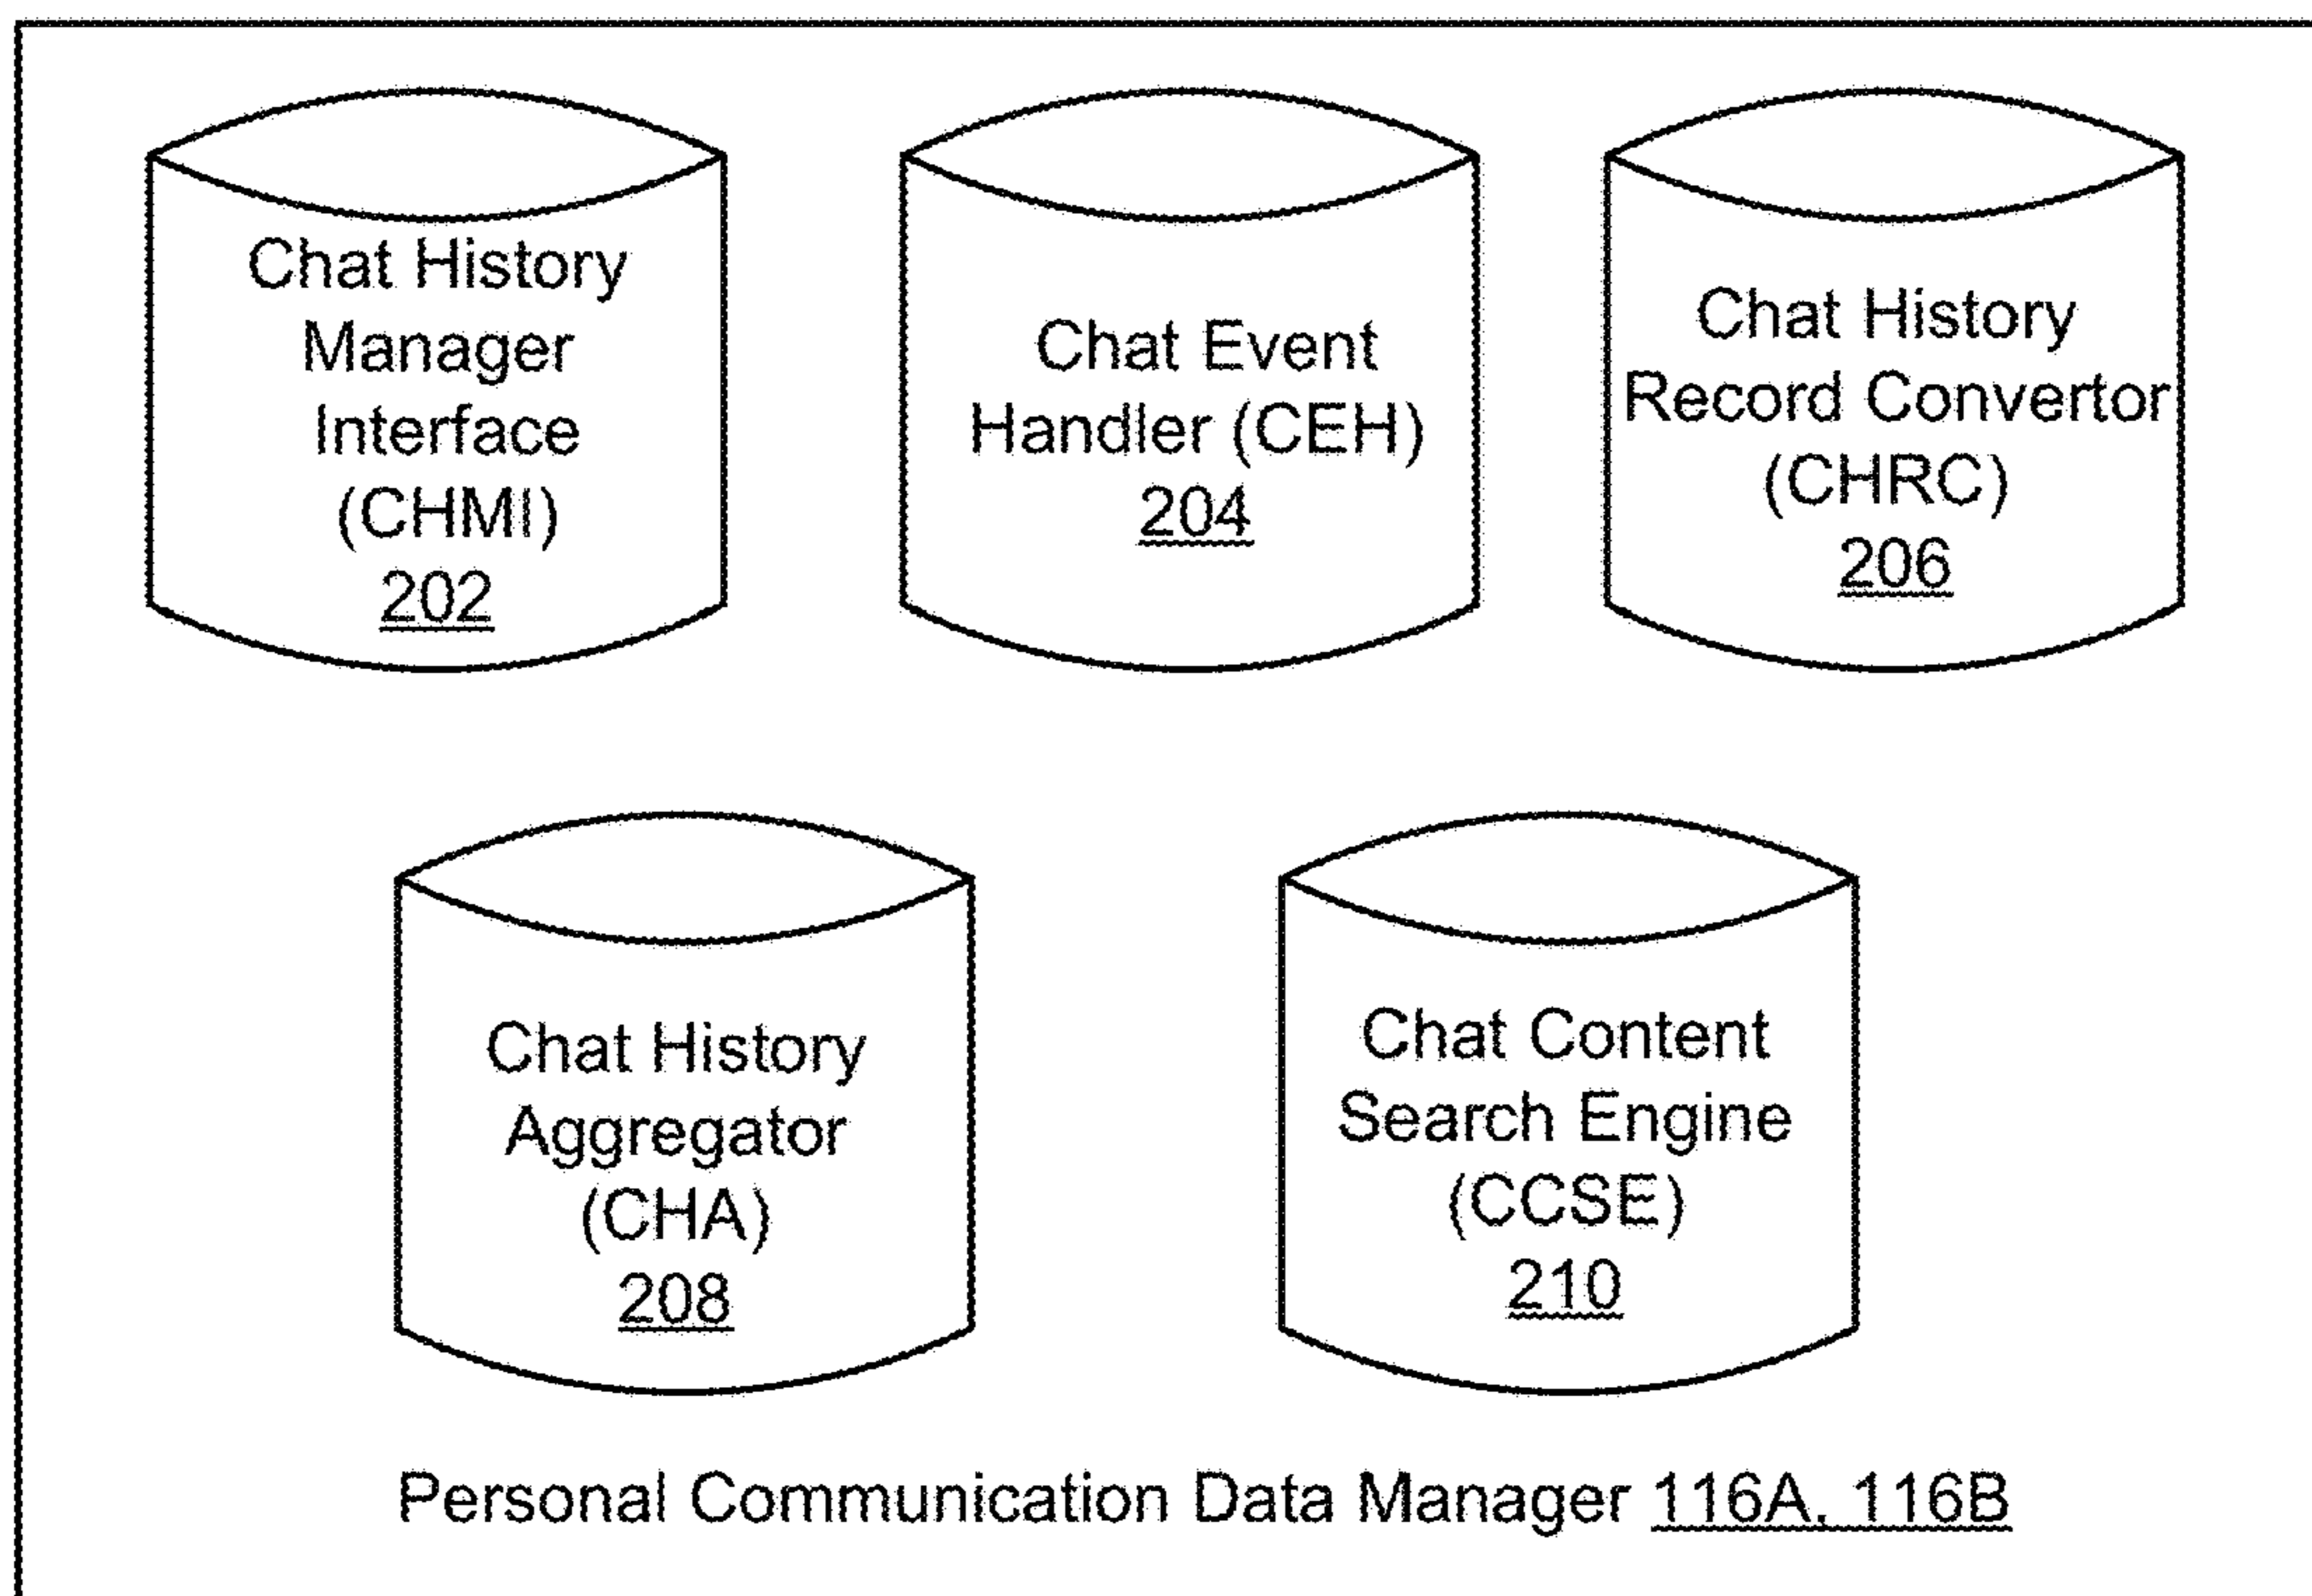 Chat History
Manager
Interface
(CHMI)
202
Chat Event
Handler (CEH)
204
Chat History
Record Convertor
(CHRC)
206
Chat History
Aggregator
(CHA)
208
Chat Content
Search Engine
(CCSE)
210
Personal Communication Data Manager 116A, 116B